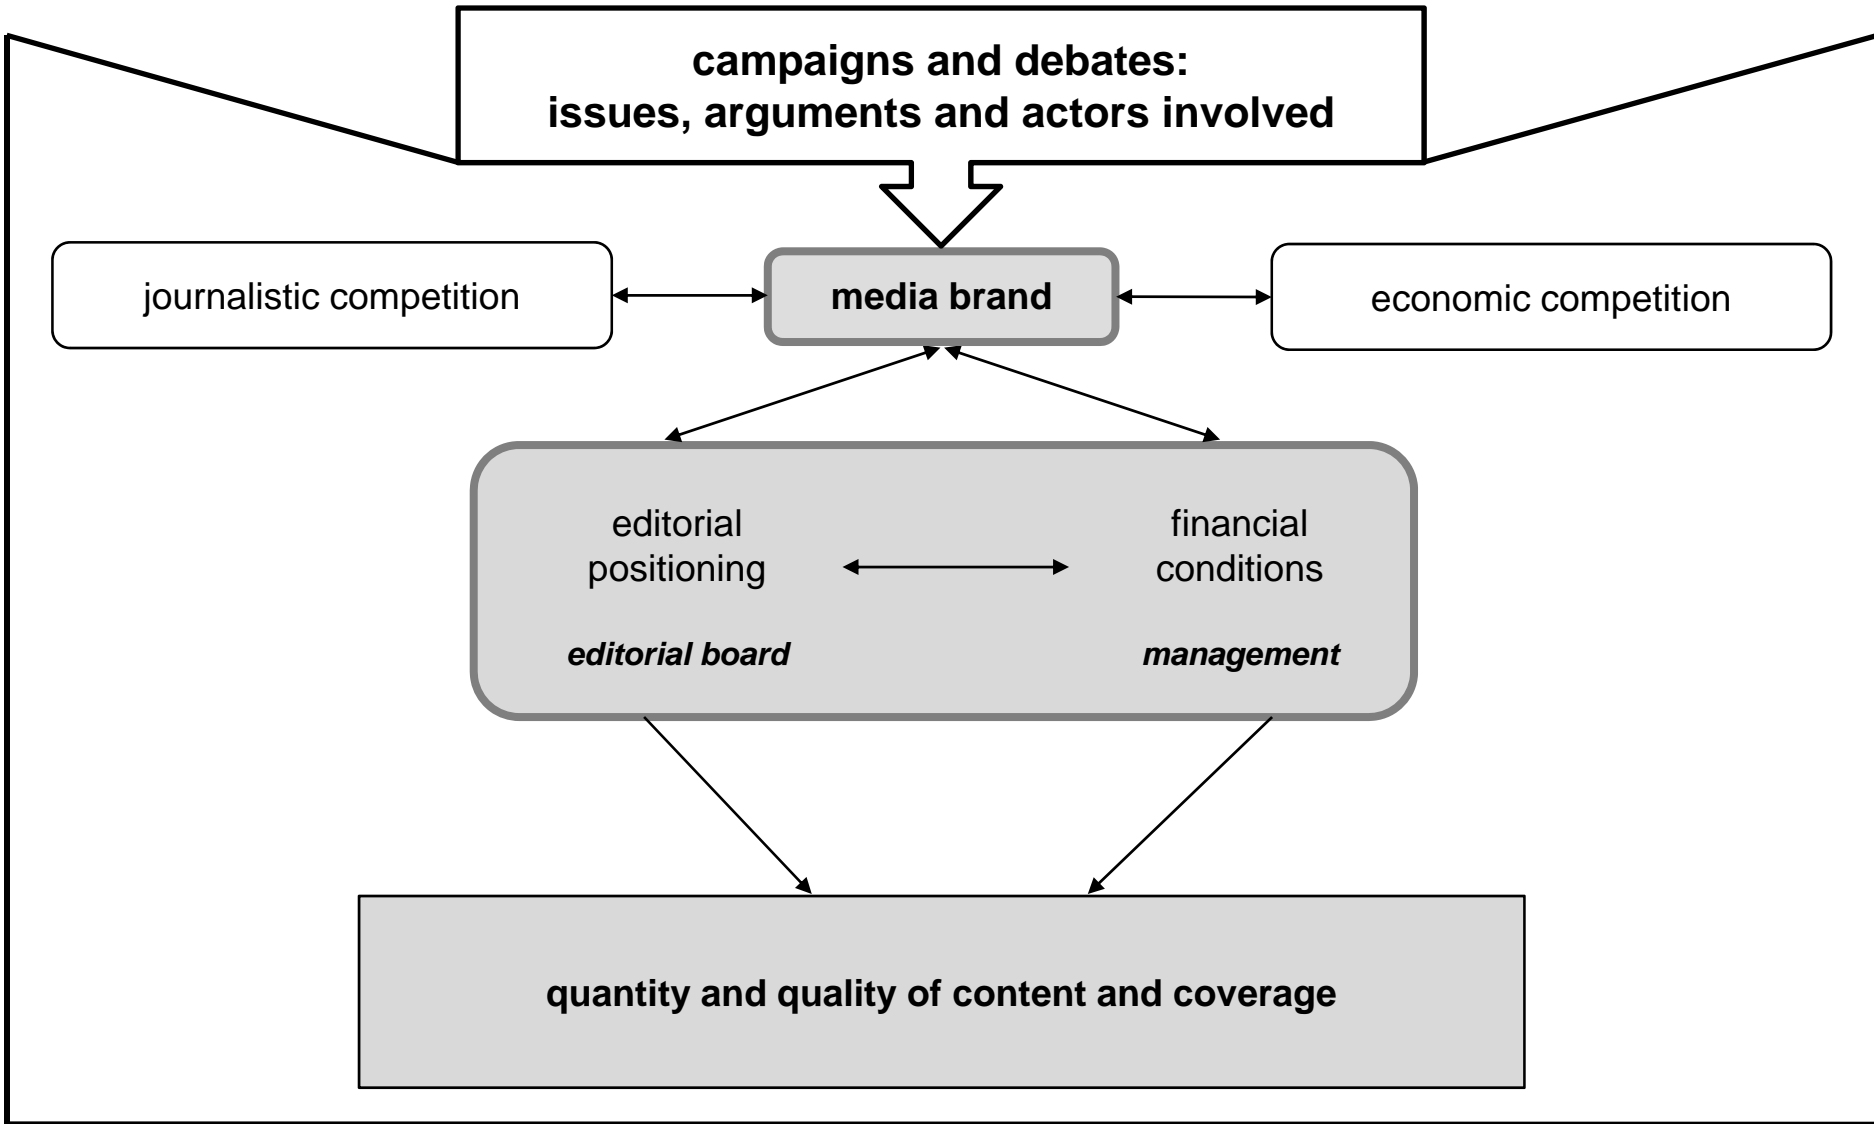 campaigns and debates:
issues, arguments and actors involved
journalistic competition
media brand
economic competition
editorial
positioning
financial
conditions
editorial board
management
quantity and quality of content and coverage